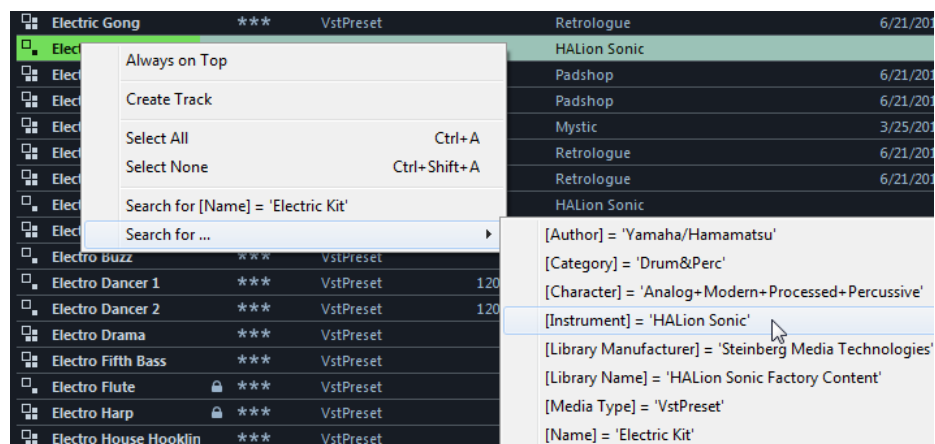 Electric Gong *** VstPreset Retrologue 6/21/201
Elect HALion Sonic
Elect Padshop 6/21/201
Elect Padshop 6/21/201
Elect Mystic 3/25/201
Elect Retrologue 6/21/201
Elect Retrologue 6/21/201
Elect HALion Sonic
Elect
Always on Top
Create Track
Select All Ctrl+A
Select None Ctrl+Shift+A
Search for [Name] = 'Electric Kit'
Search for ...
[Author] = 'Yamaha/Hamamatsu'
[Category] = 'Drum&Perc'
[Character] = 'Analog+Modern+Processed+Percussive'
[Instrument] = 'HALion Sonic'
[Library Manufacturer] = 'Steinberg Media Technologies'
[Library Name] = 'HALion Sonic Factory Content'
[Media Type] = 'VstPreset'
[Name] = 'Electric Kit'
Electro Buzz *** VstPreset
Electro Dancer 1 *** VstPreset 120
Electro Dancer 2 *** VstPreset 120
Electro Drama *** VstPreset
Electro Fifth Bass *** VstPreset
Electro Flute *** VstPreset
Electro Harp *** VstPreset
Electro House Hooklin *** VstPreset